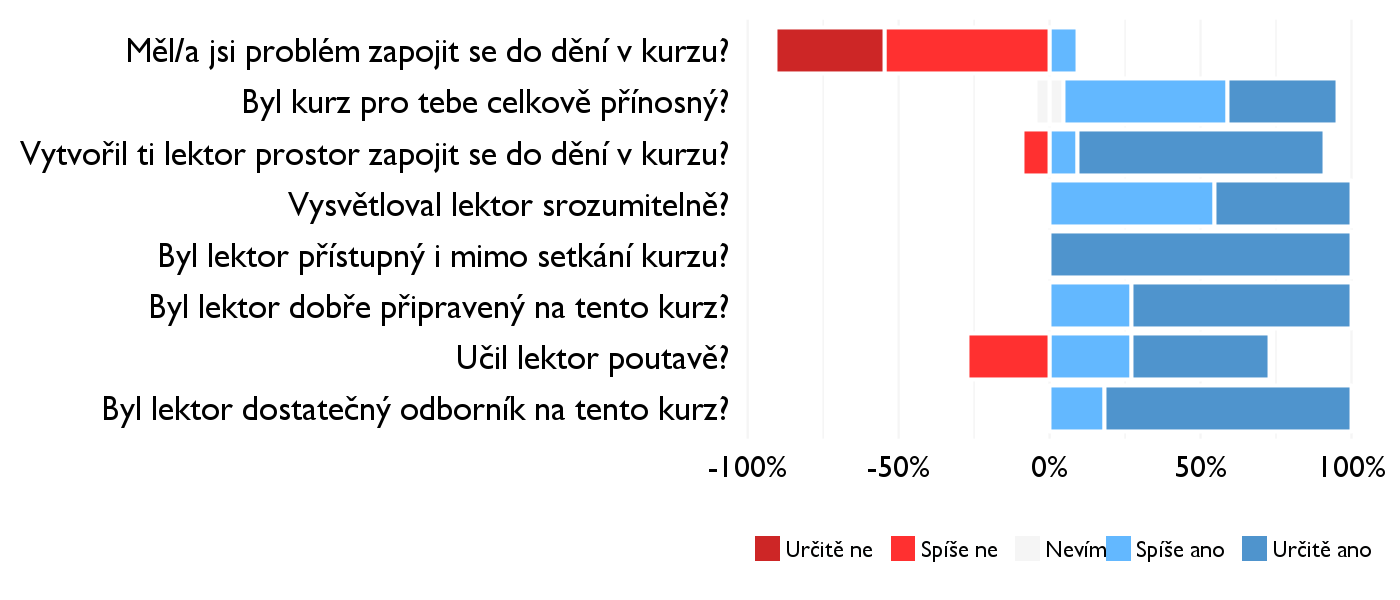 Měl/a jsi problém zapojit se do dění v kurzu?
Byl kurz pro tebe celkově přínosný?
Vytvořil ti lektor prostor zapojit se do dění v kurzu?
Vysvětloval lektor srozumitelně?
Byl lektor přístupný i mimo setkání kurzu?
Byl lektor dobře připravený na tento kurz?
Učil lektor poutavě?
Byl lektor dostatečný odborník na tento kurz?
-100% -50% 0% 50% 100%
Určitě ne Spíše ne Nevím Spíše ano Určitě ano